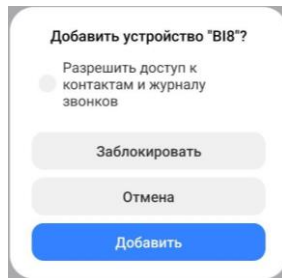 Добавить устройство "BI8"?
Разрешить доступ к
контактам и журналу
звонков
Заблокировать
Отмена
Добавить